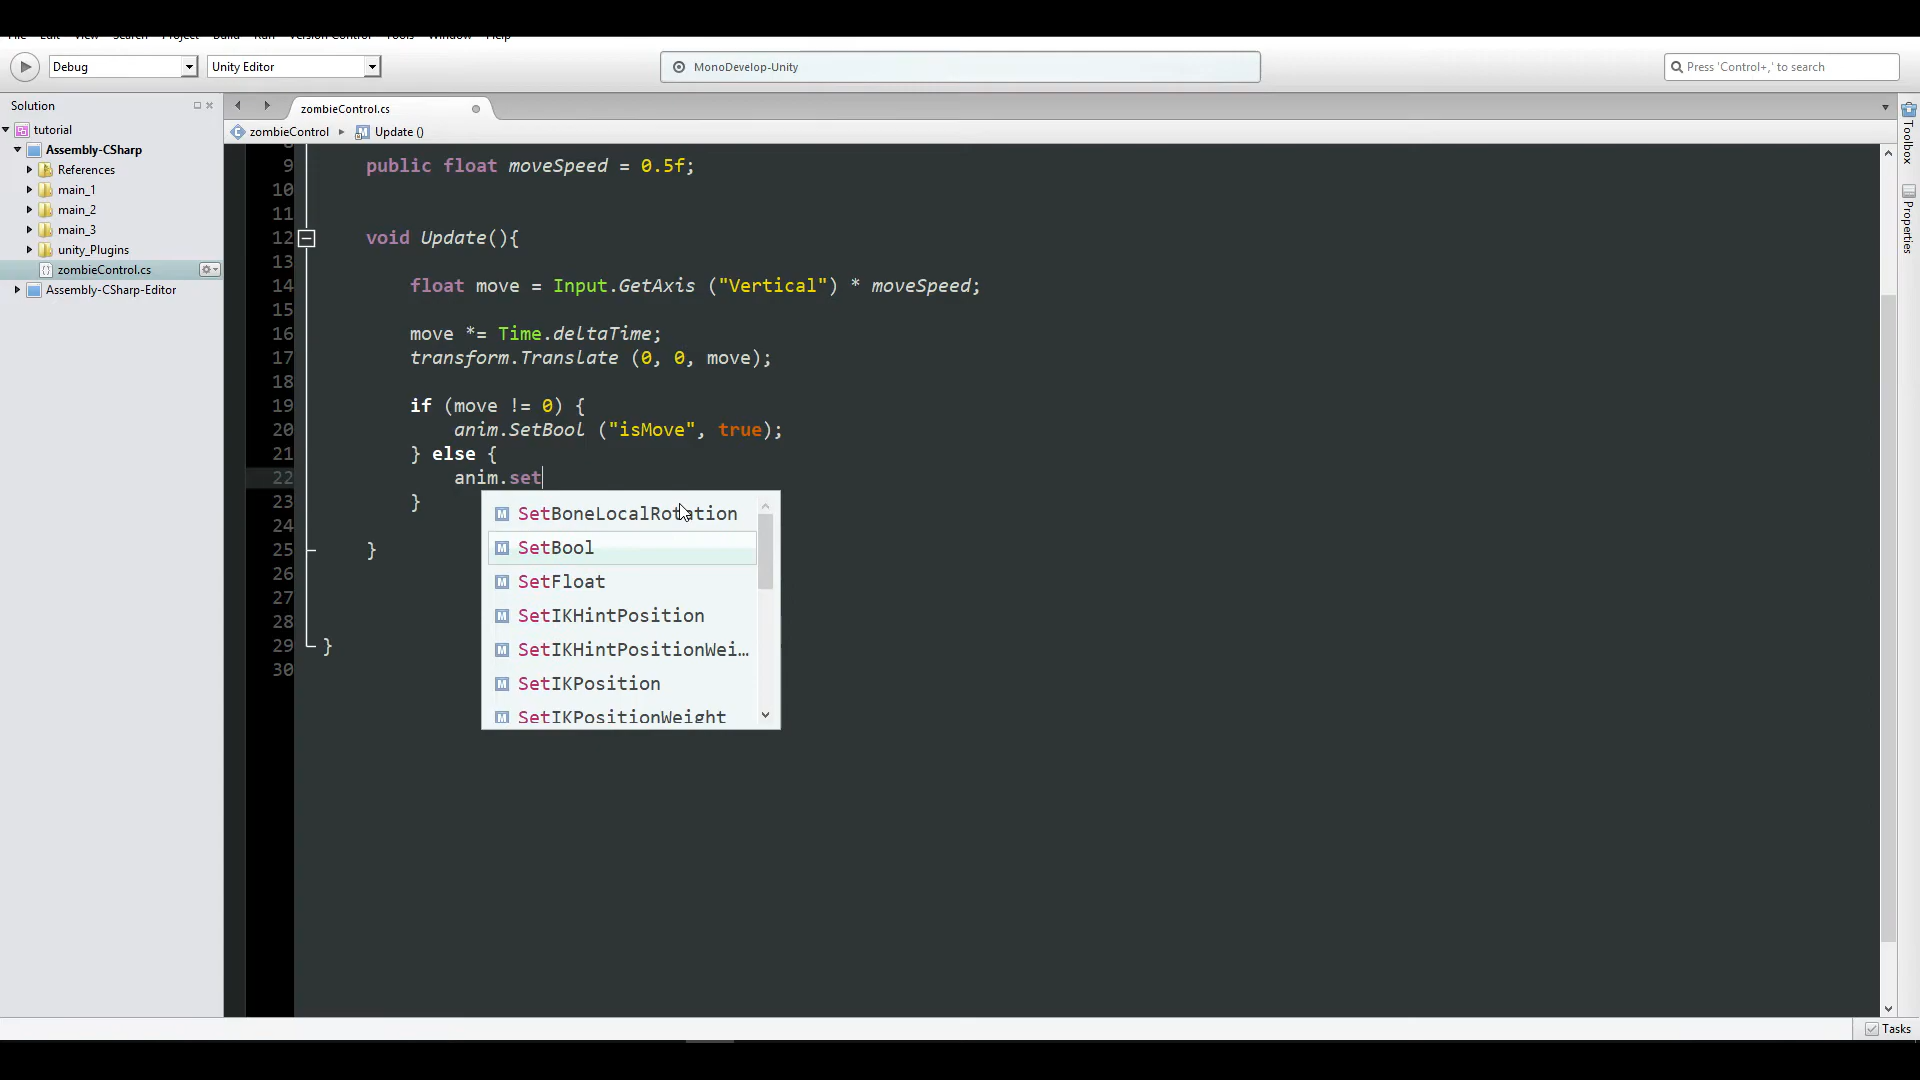 File Edit View Search Project Build Run Version Control Tools Window Help
Debug
Unity Editor
MonoDevelop-Unity
Press 'Control+,' to search
Solution
tutorial
Assembly-CSharp
References
main_1
main_2
main_3
unity_Plugins
zombieControl.cs
Assembly-CSharp-Editor
zombieControl.cs
zombieControl Update ()
9 public float moveSpeed = 0.5f;
10
11
12 void Update(){
13
14 float move = Input.GetAxis ("Vertical") * moveSpeed;
15
16 move *= Time.deltaTime;
17 transform.Translate (0, 0, move);
18
19 if (move != 0) {
20 anim.SetBool ("isMove", true);
21 } else {
22 anim.set
23 }
24
25 }
26
27
28
29 }
30
SetBoneLocalRotation
SetBool
SetFloat
SetIKHintPosition
SetIKHintPositionWei...
SetIKPosition
SetIKPositionWeight
Toolbox
Properties
Tasks